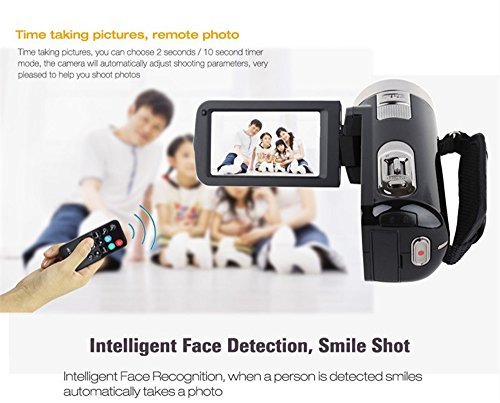 Time taking pictures, remote photo
Time taking pictures, you can choose 2 seconds / 10 second timer
mode, the camera will automatically adjust shooting parameters, very
pleased to help you shoot photos
Intelligent Face Detection, Smile Shot
Intelligent Face Recognition, when a person is detected smiles
automatically takes a photo